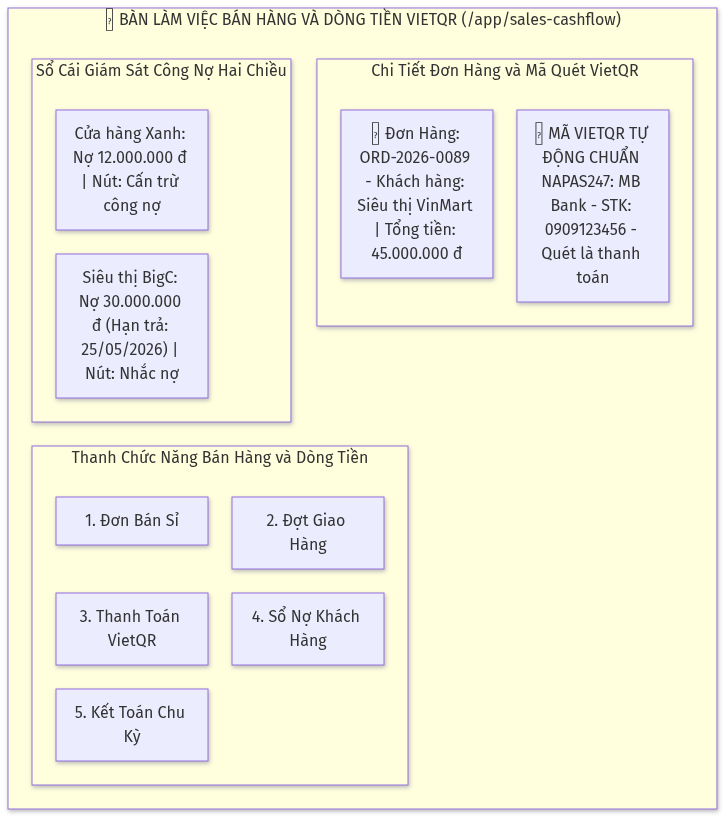 BÀN LÀM VIỆC BÁN HÀNG VÀ DÒNG TIỀN VIETQR (/app/sales-cashflow)
Sổ Cái Giám Sát Công Nợ Hai Chiều
Cửa hàng Xanh:
Nợ 12.000.000 đ
| Nút: Cấn trừ
công nợ
Siêu thị BigC:
Nợ 30.000.000
đ (Hạn trả:
25/05/2026) |
Nút: Nhắc nợ
Chi Tiết Đơn Hàng và Mã Quét VietQR
Đơn Hàng:
ORD-2026-0089
- Khách hàng:
Siêu thị VinMart
| Tổng tiền:
45.000.000 đ
MÃ VIETQR TỰ
ĐỘNG CHUẨN
NAPAS247: MB
Bank - STK:
0909123456 -
Quét là thanh
toán
Thanh Chức Năng Bán Hàng và Dòng Tiền
1. Đơn Bán Sỉ
2. Đợt Giao
Hàng
3. Thanh Toán
VietQR
4. Sổ Nợ Khách
Hàng
5. Kết Toán Chu
Kỳ